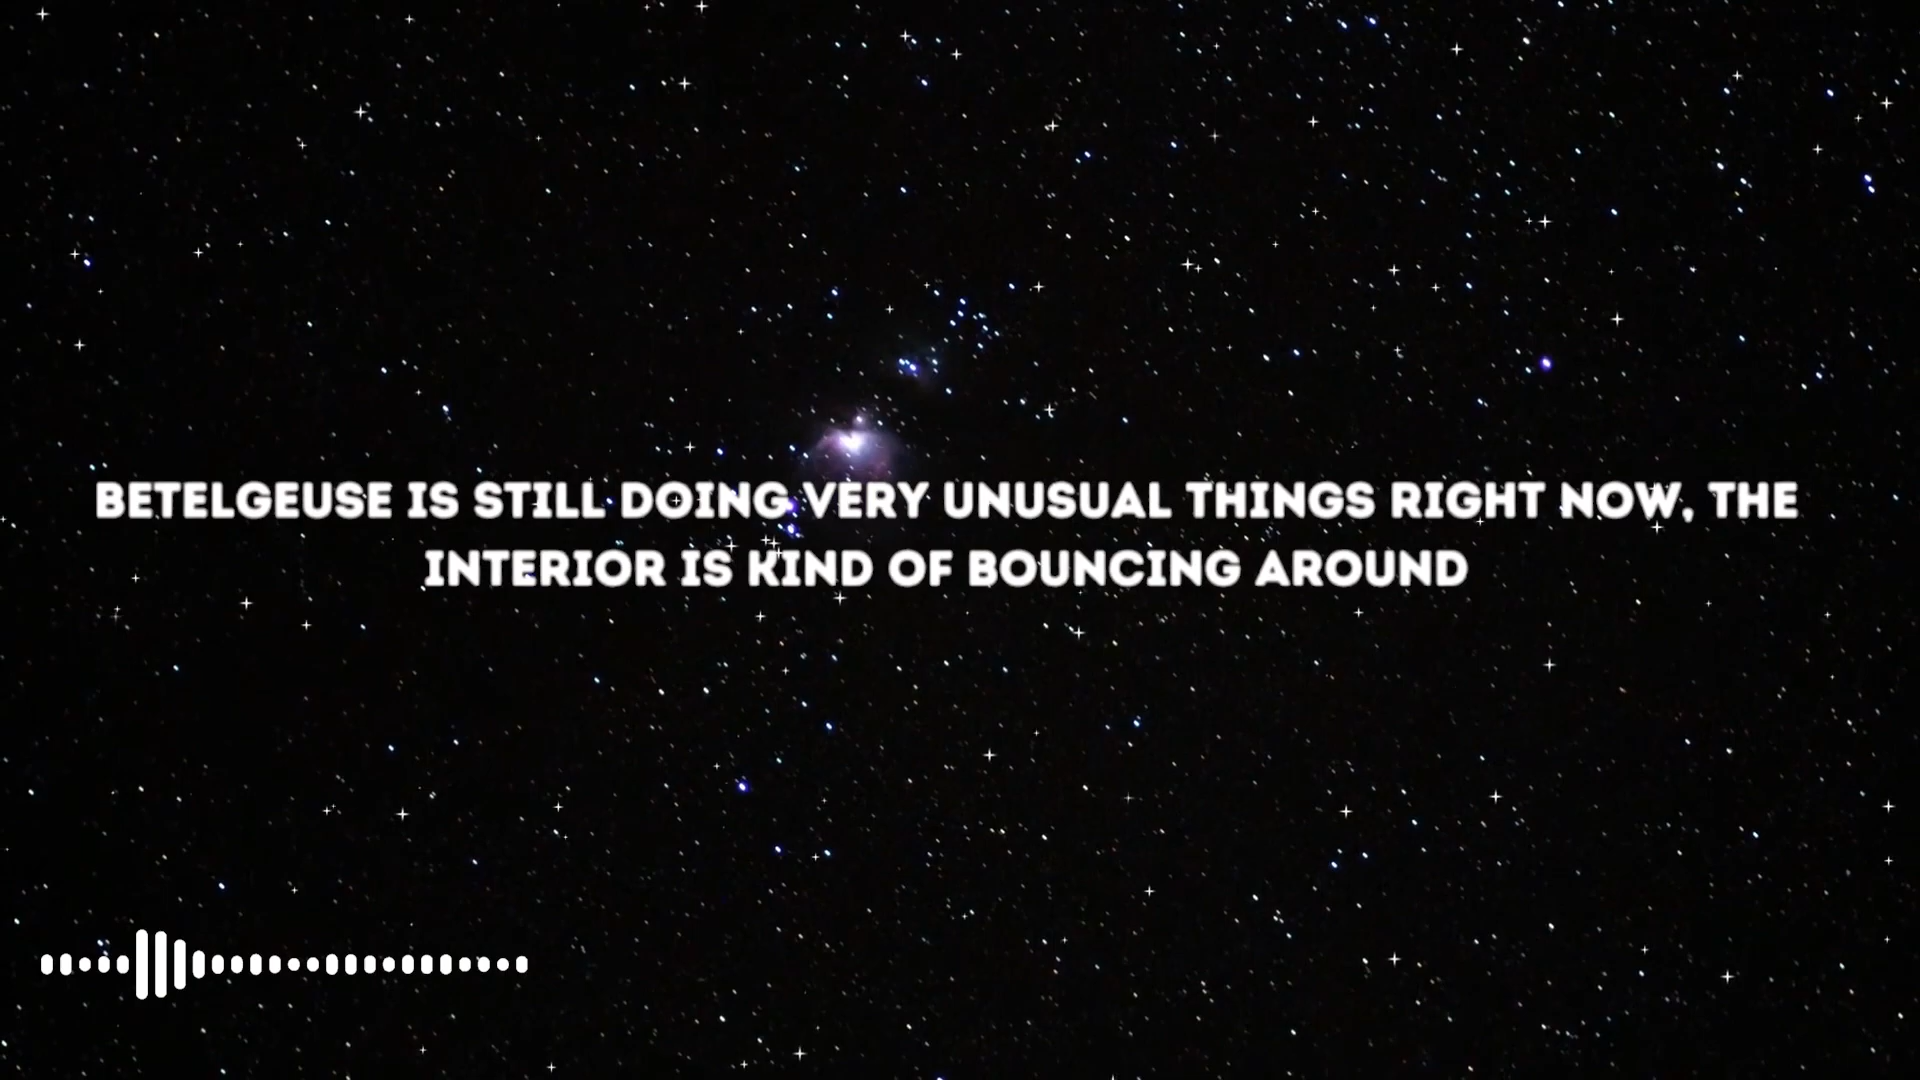 BETELGEUSE IS STILL DOING VERY UNUSUAL THINGS RIGHT NOW, THE
INTERIOR IS KIND OF BOUNCING AROUND